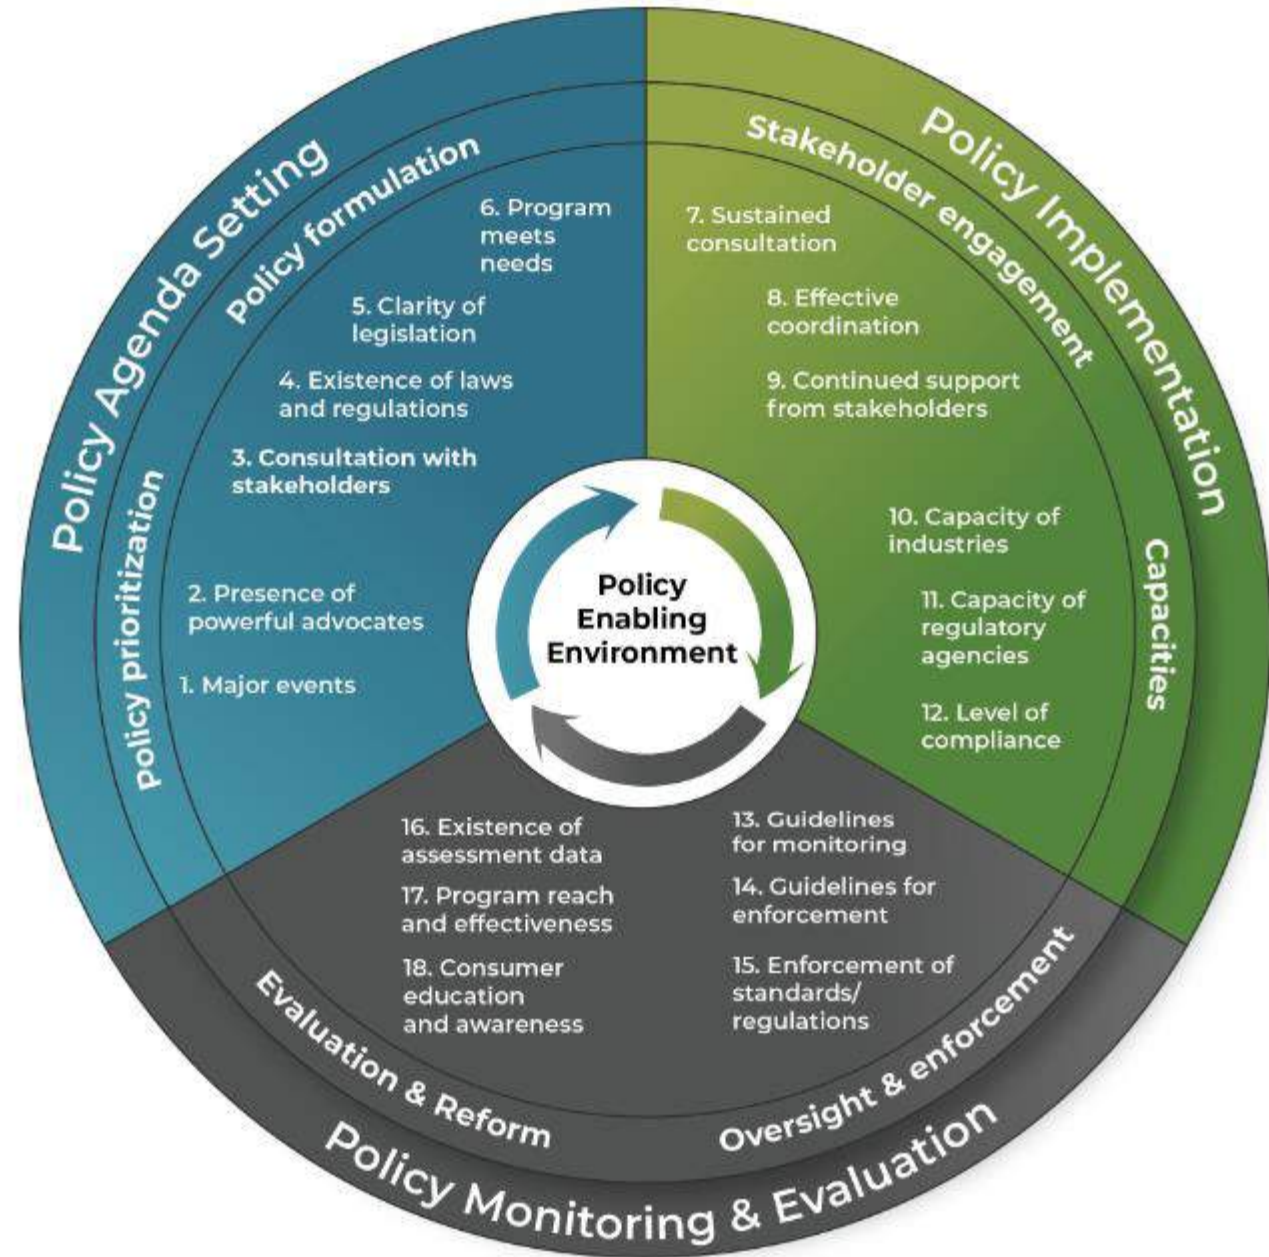 Policy Agenda Setting
Policy formulation
policy prioritization
6. Program
meets
needs
5. Clarity of
legislation
4. Existence of laws
and regulations
3. Consultation with
stakeholders
2. Presence of
powerful advocates
1. Major events
Policy Implementation
Stakeholder engagement
Capacities
7. Sustained
consultation
8. Effective
coordination
9. Continued support
from stakeholders
10. Capacity of
industries
11. Capacity of
regulatory
agencies
12. Level of
compliance
Policy
Enabling
Environment
16. Existence of
assessment data
17. Program reach
and effectiveness
18. Consumer
education
and awareness
13. Guidelines
for monitoring
14. Guidelines for
enforcement
15. Enforcement of
standards/
regulations
Evaluation & Reform
Oversight & enforcement
Policy Monitoring & Evaluation